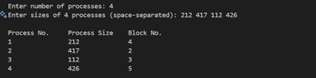 Enter number of processes: 4
Enter sizes of 4 processes (space-separated): 212 417 112 426
Process No. Process Size Block No.
1 212 4
2 417 2
3 112 3
4 426 5